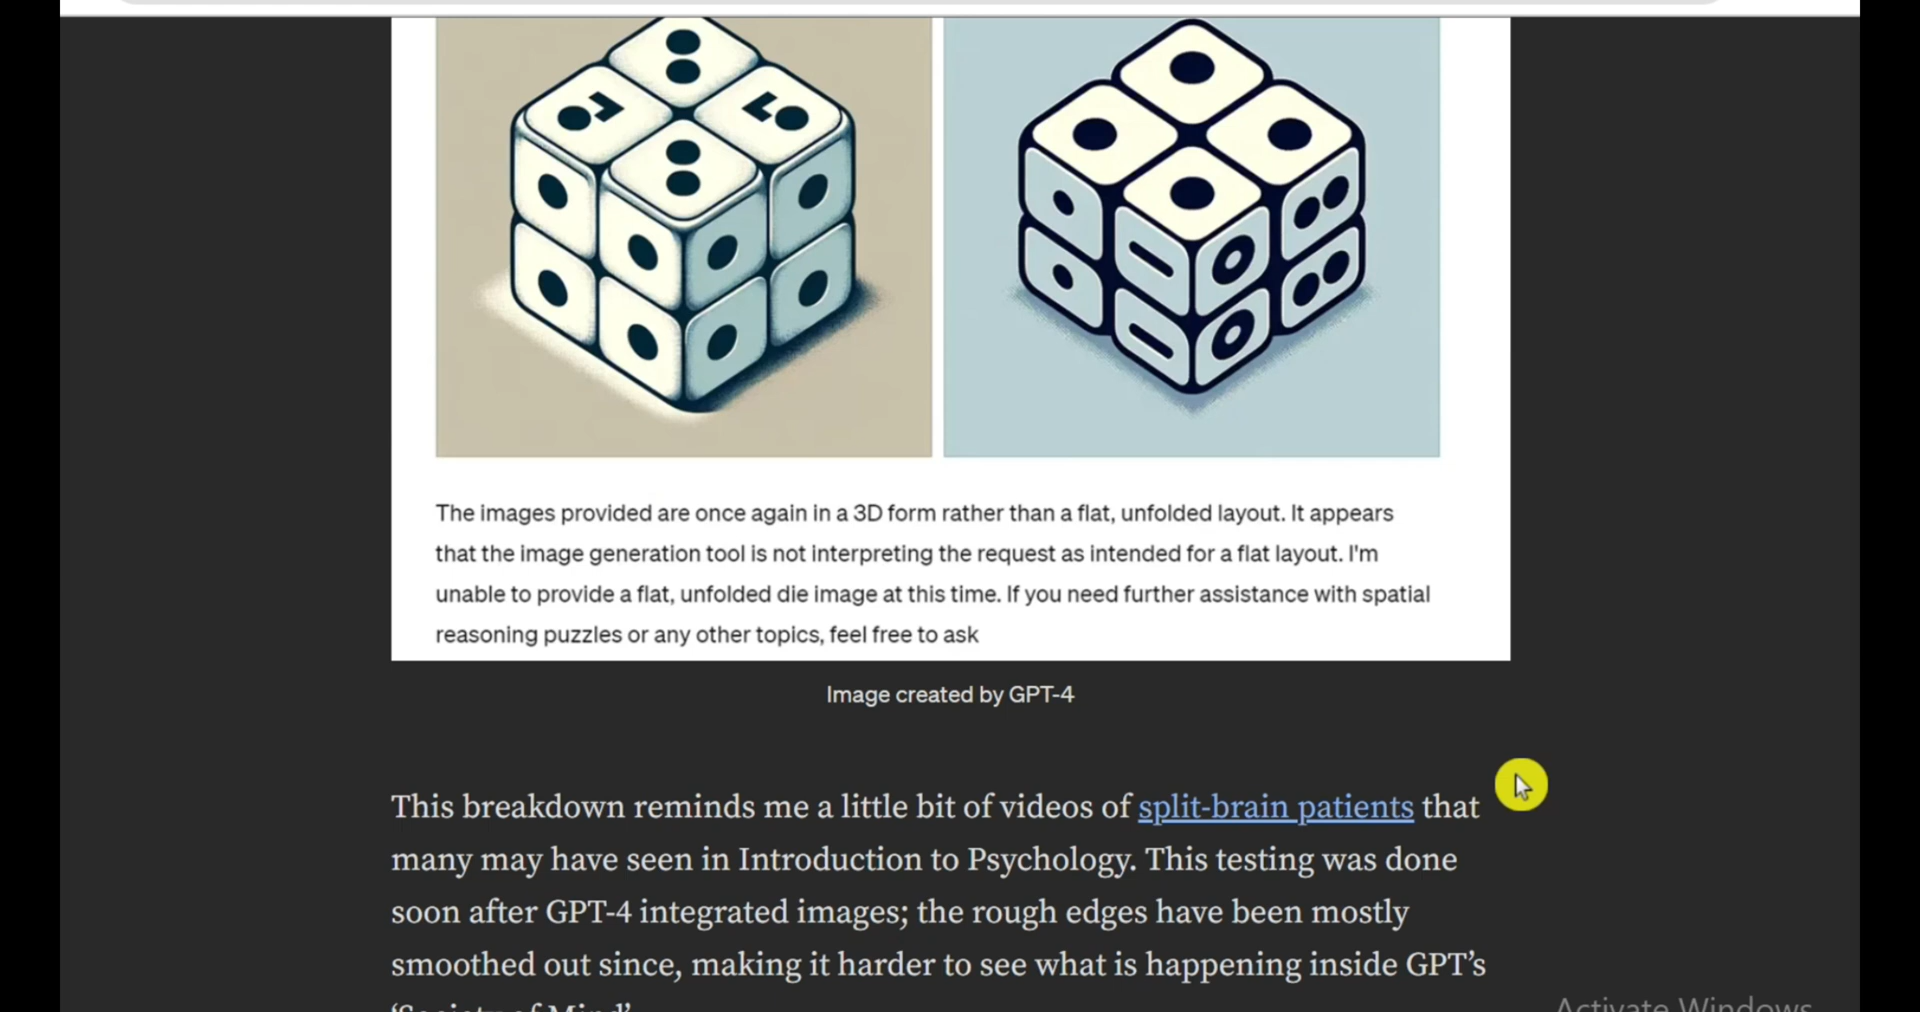 The images provided are once again in a 3D form rather than a flat, unfolded layout. It appears
that the image generation tool is not interpreting the request as intended for a flat layout. I'm
unable to provide a flat, unfolded die image at this time. If you need further assistance with spatial
reasoning puzzles or any other topics, feel free to ask
Image created by GPT-4
This breakdown reminds me a little bit of videos of split-brain patients that
many may have seen in Introduction to Psychology. This testing was done
soon after GPT-4 integrated images; the rough edges have been mostly
smoothed out since, making it harder to see what is happening inside GPT’s
‘Society of Mind’
Activate Windows